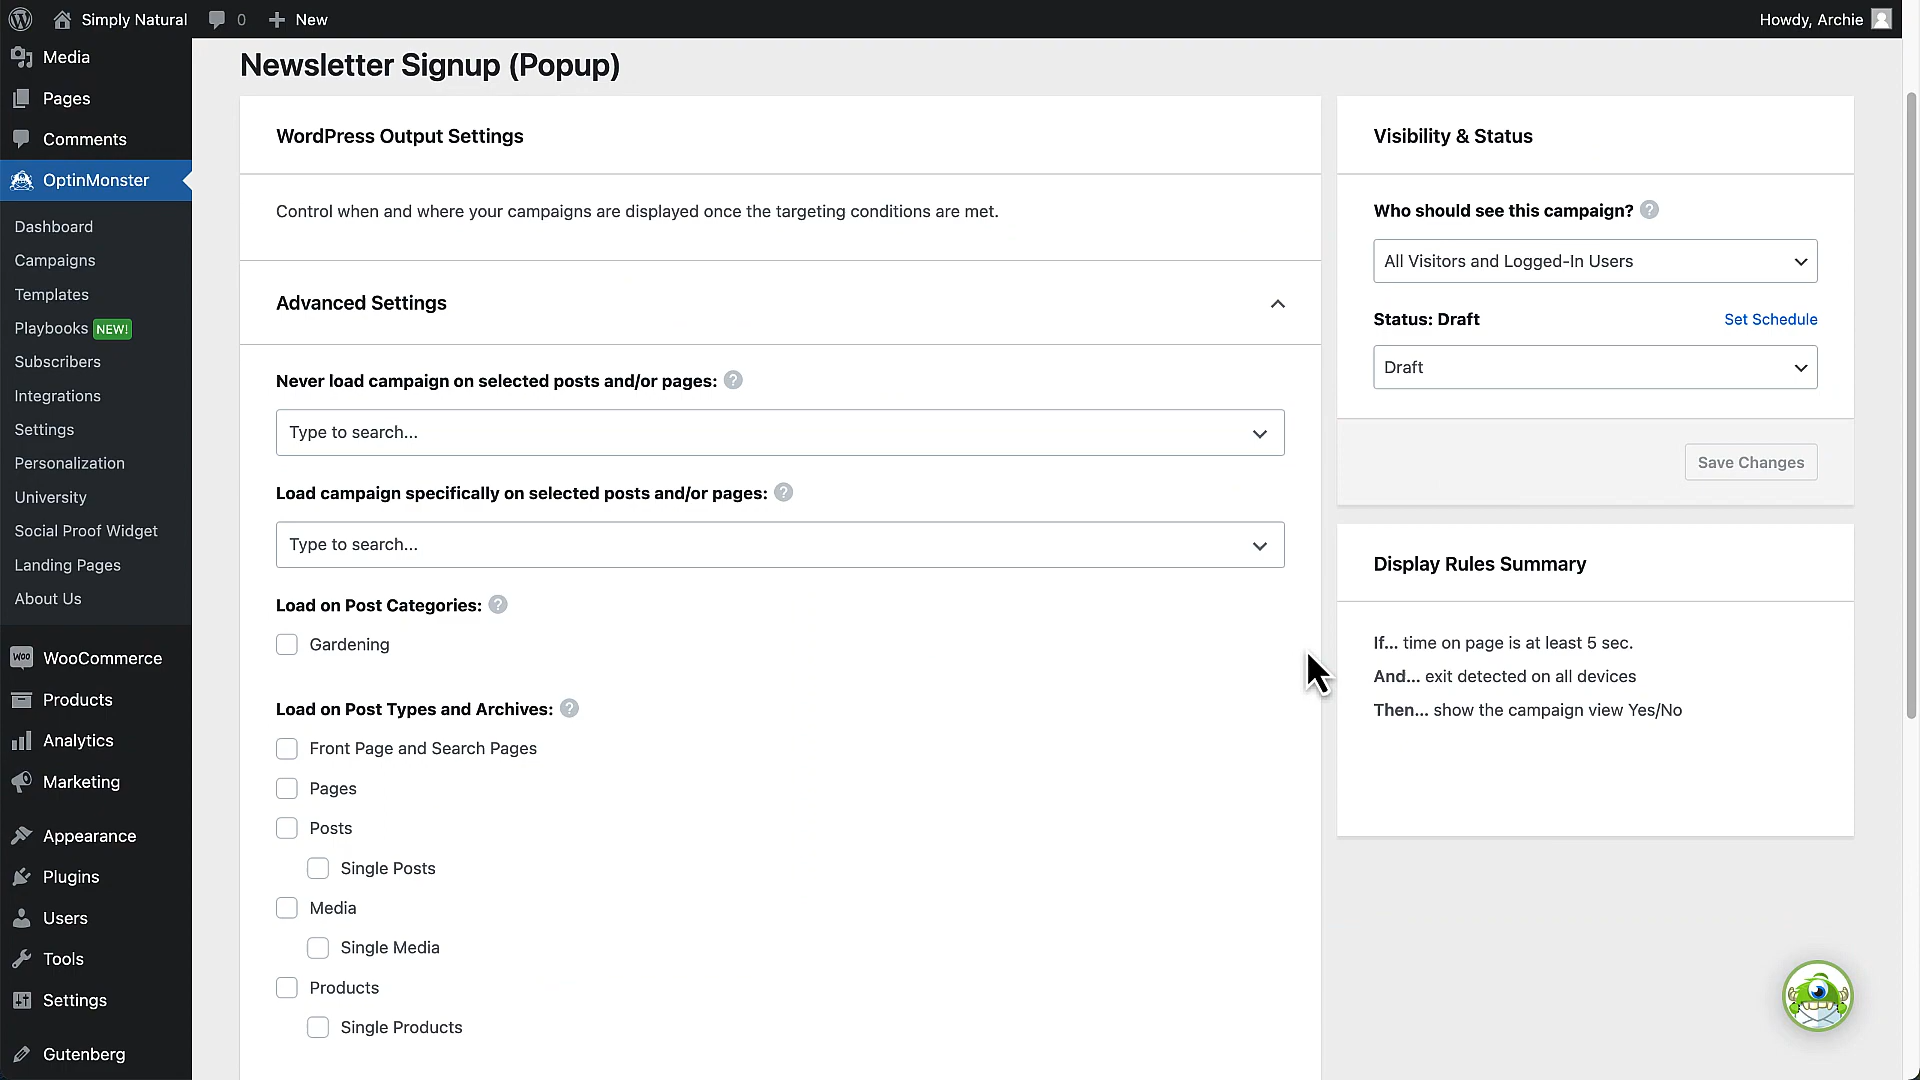 Simply Natural
0
New
Howdy, Archie
Media
Pages
Comments
OptinMonster
Dashboard
Campaigns
Templates
Playbooks NEW!
Subscribers
Integrations
Settings
Personalization
University
Social Proof Widget
Landing Pages
About Us
Woo WooCommerce
Products
Analytics
Marketing
Appearance
Plugins
Users
Tools
Settings
Gutenberg
Newsletter Signup (Popup)
WordPress Output Settings
Control when and where your campaigns are displayed once the targeting conditions are met.
Advanced Settings
Never load campaign on selected posts and/or pages: ?
Type to search...
Load campaign specifically on selected posts and/or pages: ?
Type to search...
Load on Post Categories: ?
Gardening
Load on Post Types and Archives: ?
Front Page and Search Pages
Pages
Posts
Single Posts
Media
Single Media
Products
Single Products
Visibility & Status
Who should see this campaign? ?
All Visitors and Logged-In Users
Status: Draft
Set Schedule
Draft
Save Changes
Display Rules Summary
If... time on page is at least 5 sec.
And... exit detected on all devices
Then... show the campaign view Yes/No